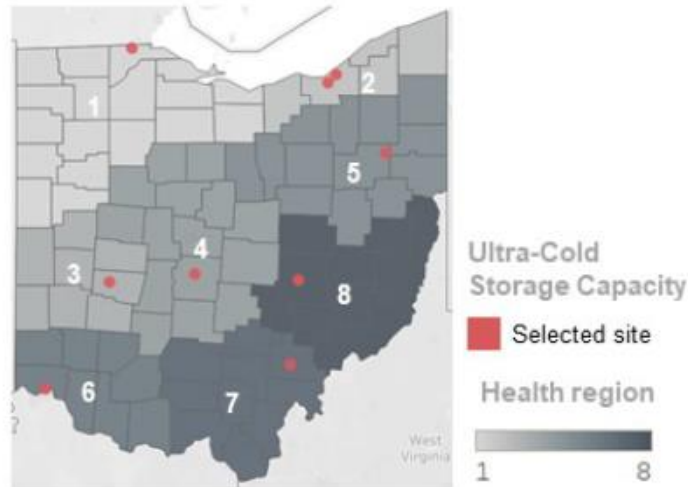 1
2
5
4
3
8
6
7
?
West
Virginia
Ultra-Cold
Storage Capacity
Selected site
Health region
1 8